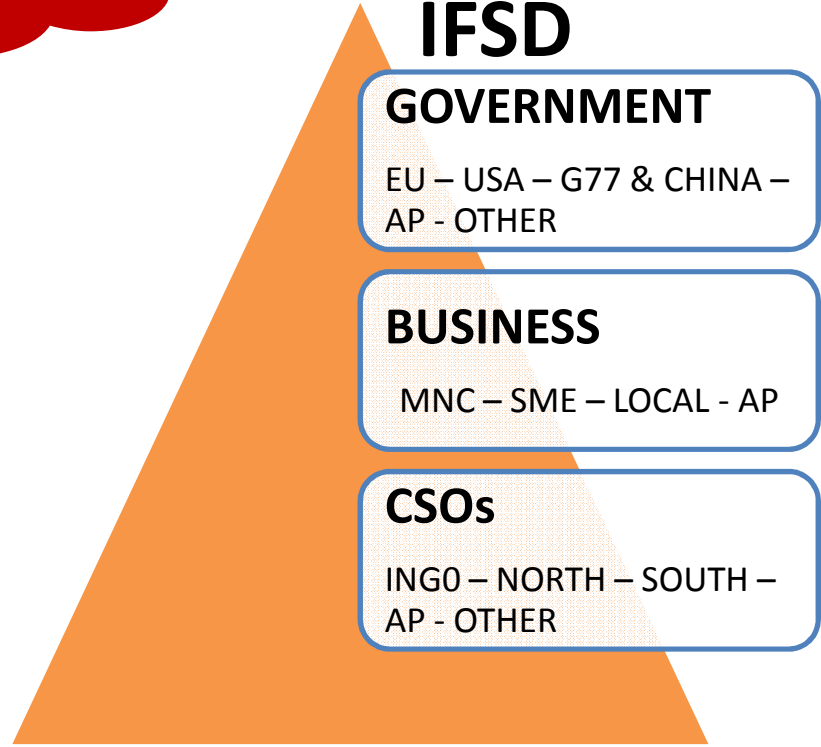 IFSD
GOVERNMENT
EU – USA – G77 & CHINA –
AP - OTHER
BUSINESS
MNC – SME – LOCAL - AP
CSOs
ING0 – NORTH – SOUTH –
AP - OTHER